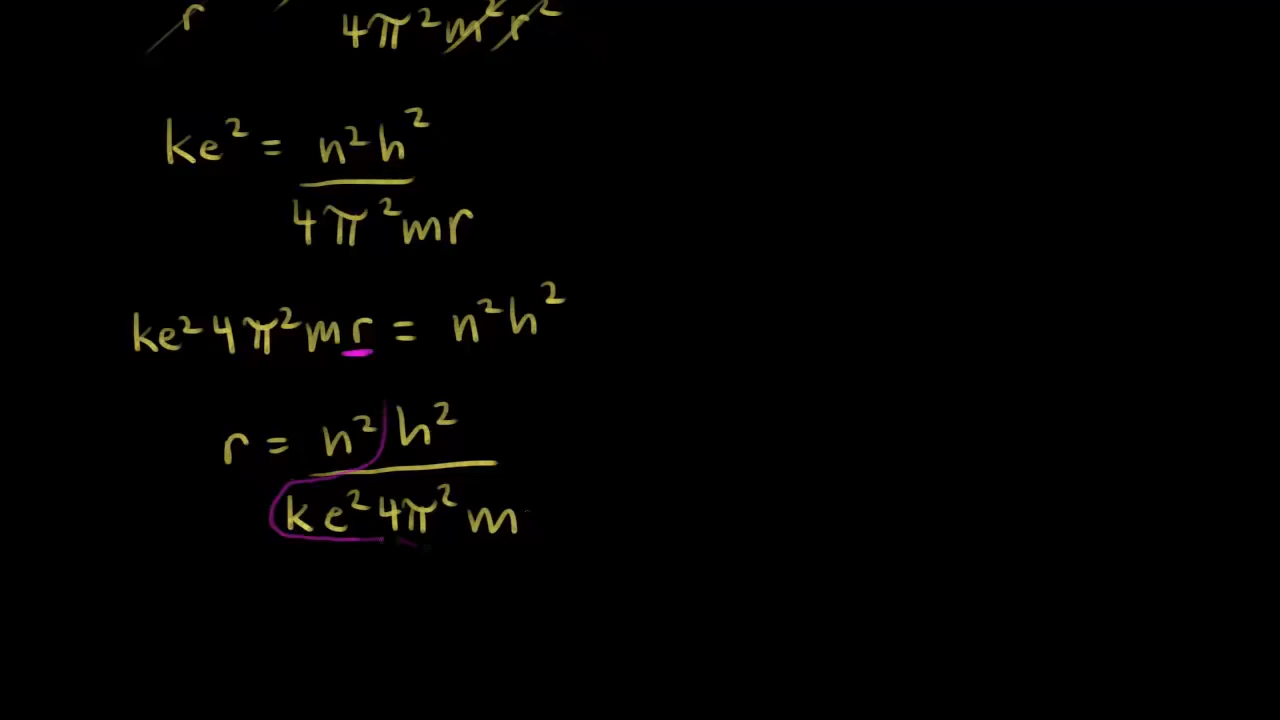 r
4π²m²r²
ke² = n²h²
4π²mr
ke²4π²mr = n²h²
r = n²h²
ke²4π²m